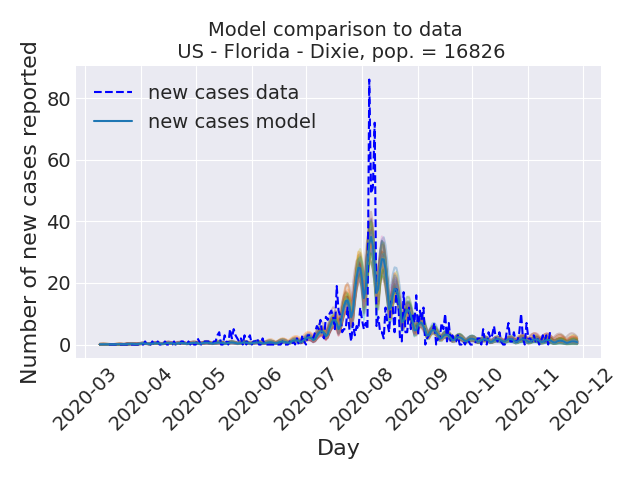 Model comparison to data
US - Florida - Dixie, pop. = 16826
Number of new cases reported
80
60
40
20
0
new cases data
new cases model
2020-03
2020-04
2020-05
2020-06
2020-07
2020-08
2020-09
2020-10
2020-11
2020-12
Day